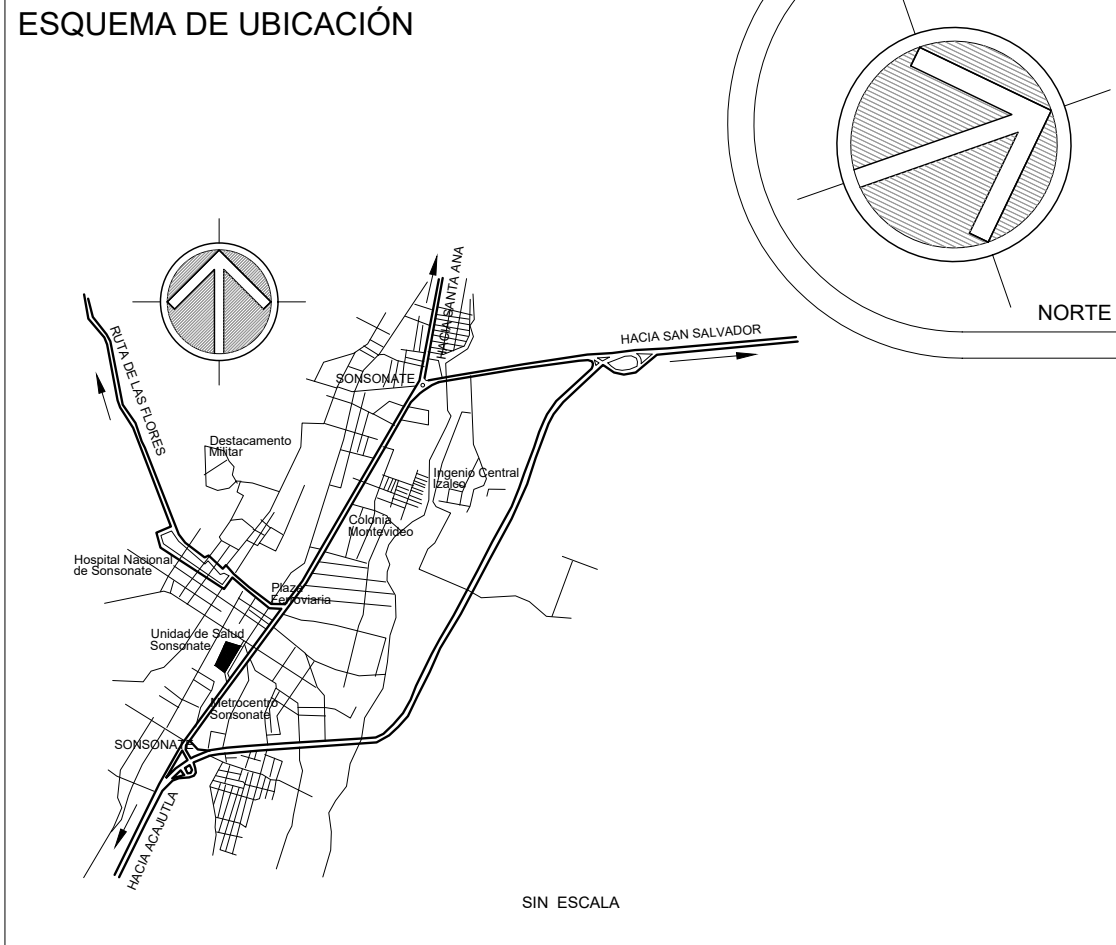 ESQUEMA DE UBICACIÓN
NORTE
HACIA SANTA ANA
HACIA SAN SALVADOR
RUTA DE LAS FLORES
SONSONATE
Destacamento
Militar
Ingenio Central
Izalco
Colonia
Montevideo
Hospital Nacional
de Sonsonate
Plaza
Ferroviaria
Unidad de Salud
Sonsonate
Metrocentro
Sonsonate
SONSONATE
HACIA ACAJUTLA
SIN ESCALA